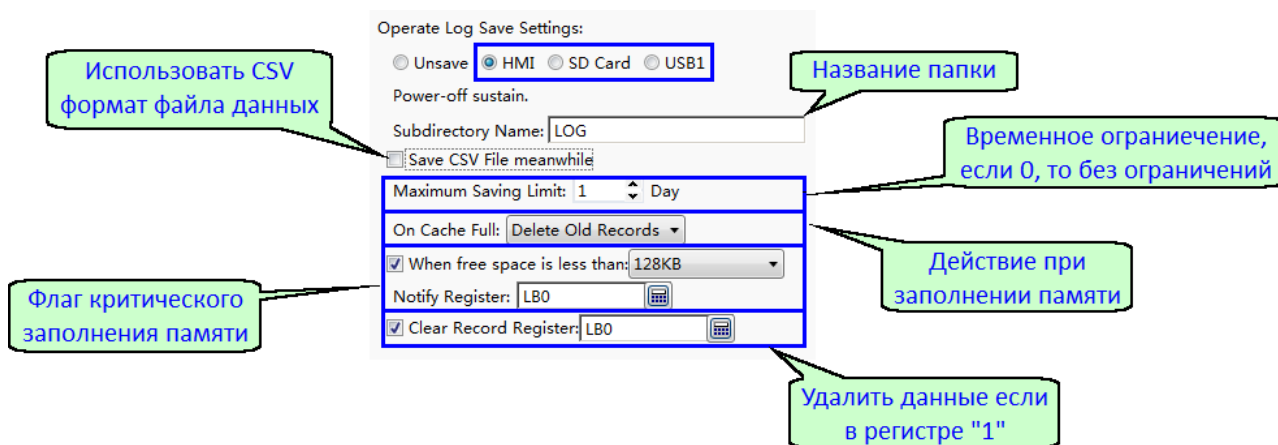 Operate Log Save Settings:
Unsave HMI SD Card USB1
Power-off sustain.
Subdirectory Name: LOG
Save CSV File meanwhile
Maximum Saving Limit: 1 Day
On Cache Full: Delete Old Records
When free space is less than: 128KB
Notify Register: LB0
Clear Record Register: LB0
Использовать CSV
формат файла данных
Название папки
Временное ограниечение,
если 0, то без ограничений
Действие при
заполнении памяти
Флаг критического
заполнения памяти
Удалить данные если
в регистре "1"